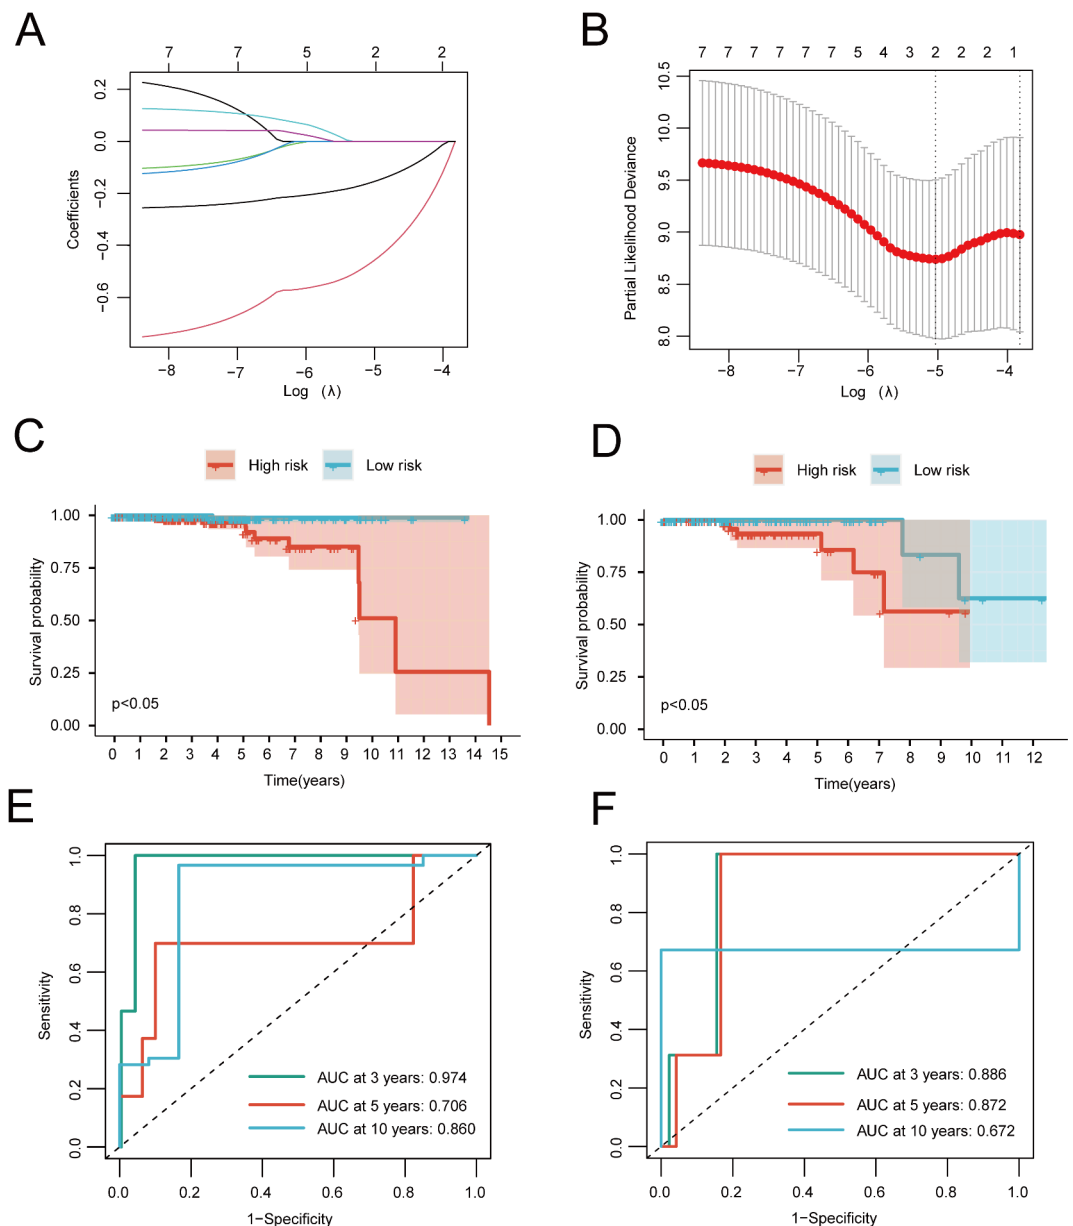 A
7 7 5 2 2
Coefficients
0.2
0.0
−0.2
−0.4
−0.6
−8 −7 −6 −5 −4
Log (λ)
B
7 7 7 7 7 7 5 4 3 2 2 2 1
Partial Likelihood Deviance
10.5
10.0
9.5
9.0
8.5
8.0
−8 −7 −6 −5 −4
Log (λ)
C
High risk Low risk
Survival probability
1.00
0.75
0.50
0.25
0.00
p<0.05
0 1 2 3 4 5 6 7 8 9 10 11 12 13 14 15
Time(years)
D
High risk Low risk
Survival probability
1.00
0.75
0.50
0.25
0.00
p<0.05
0 1 2 3 4 5 6 7 8 9 10 11 12
Time(years)
E
Sensitivity
1.0
0.8
0.6
0.4
0.2
0.0
AUC at 3 years: 0.974
AUC at 5 years: 0.706
AUC at 10 years: 0.860
0.0 0.2 0.4 0.6 0.8 1.0
1−Specificity
F
Sensitivity
1.0
0.8
0.6
0.4
0.2
0.0
AUC at 3 years: 0.886
AUC at 5 years: 0.872
AUC at 10 years: 0.672
0.0 0.2 0.4 0.6 0.8 1.0
1−Specificity